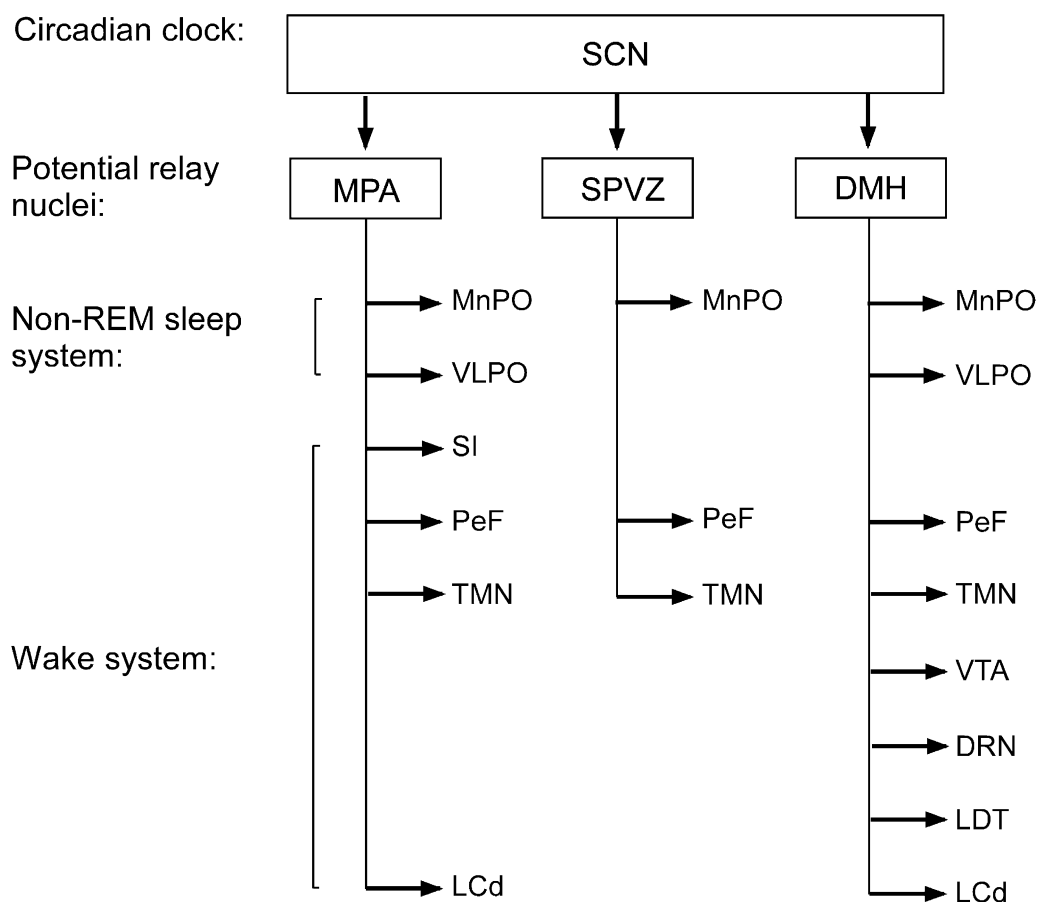 Circadian clock:
SCN
Potential relay
nuclei:
MPA
SPVZ
DMH
Non-REM sleep
system:
MnPO
MnPO
MnPO
VLPO
VLPO
Wake system:
SI
PeF
PeF
PeF
TMN
TMN
TMN
VTA
DRN
LDT
LCd
LCd